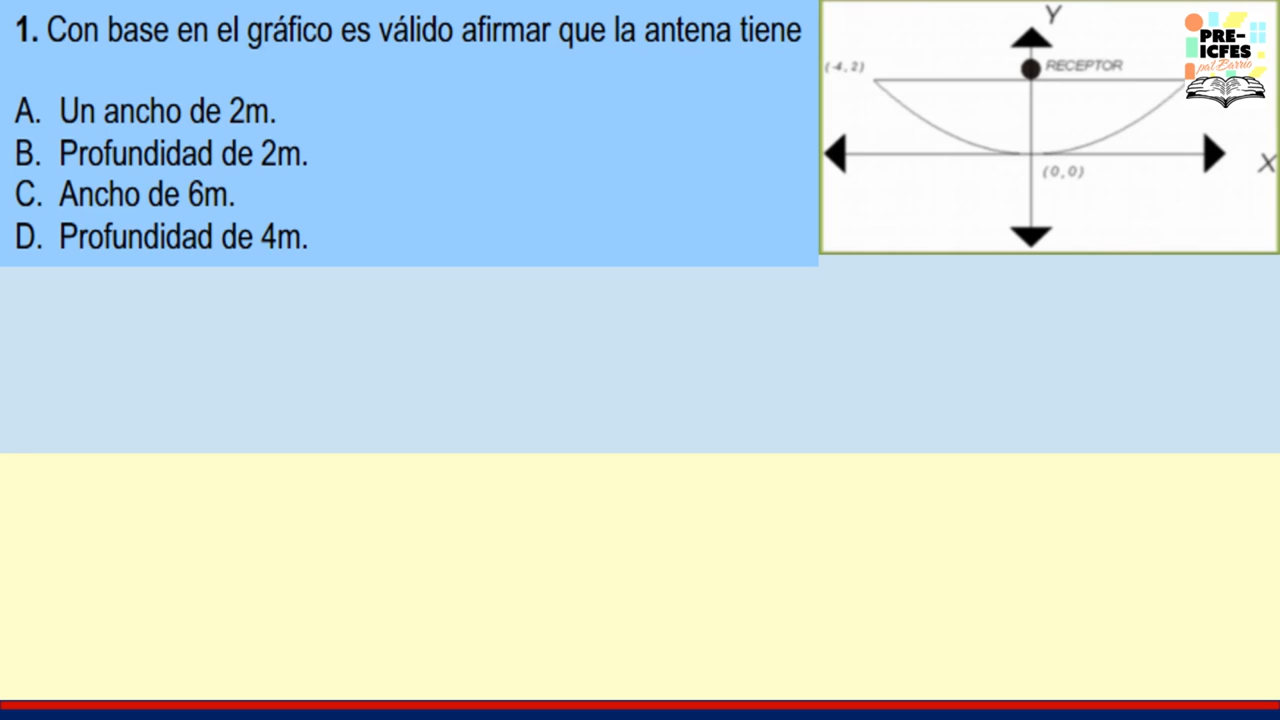 1. Con base en el gráfico es válido afirmar que la antena tiene
A. Un ancho de 2m.
B. Profundidad de 2m.
C. Ancho de 6m.
D. Profundidad de 4m.
Y
(-4,2)
RECEPTOR
(0,0)
X
PRE-
ICFES
pa'l Barrio